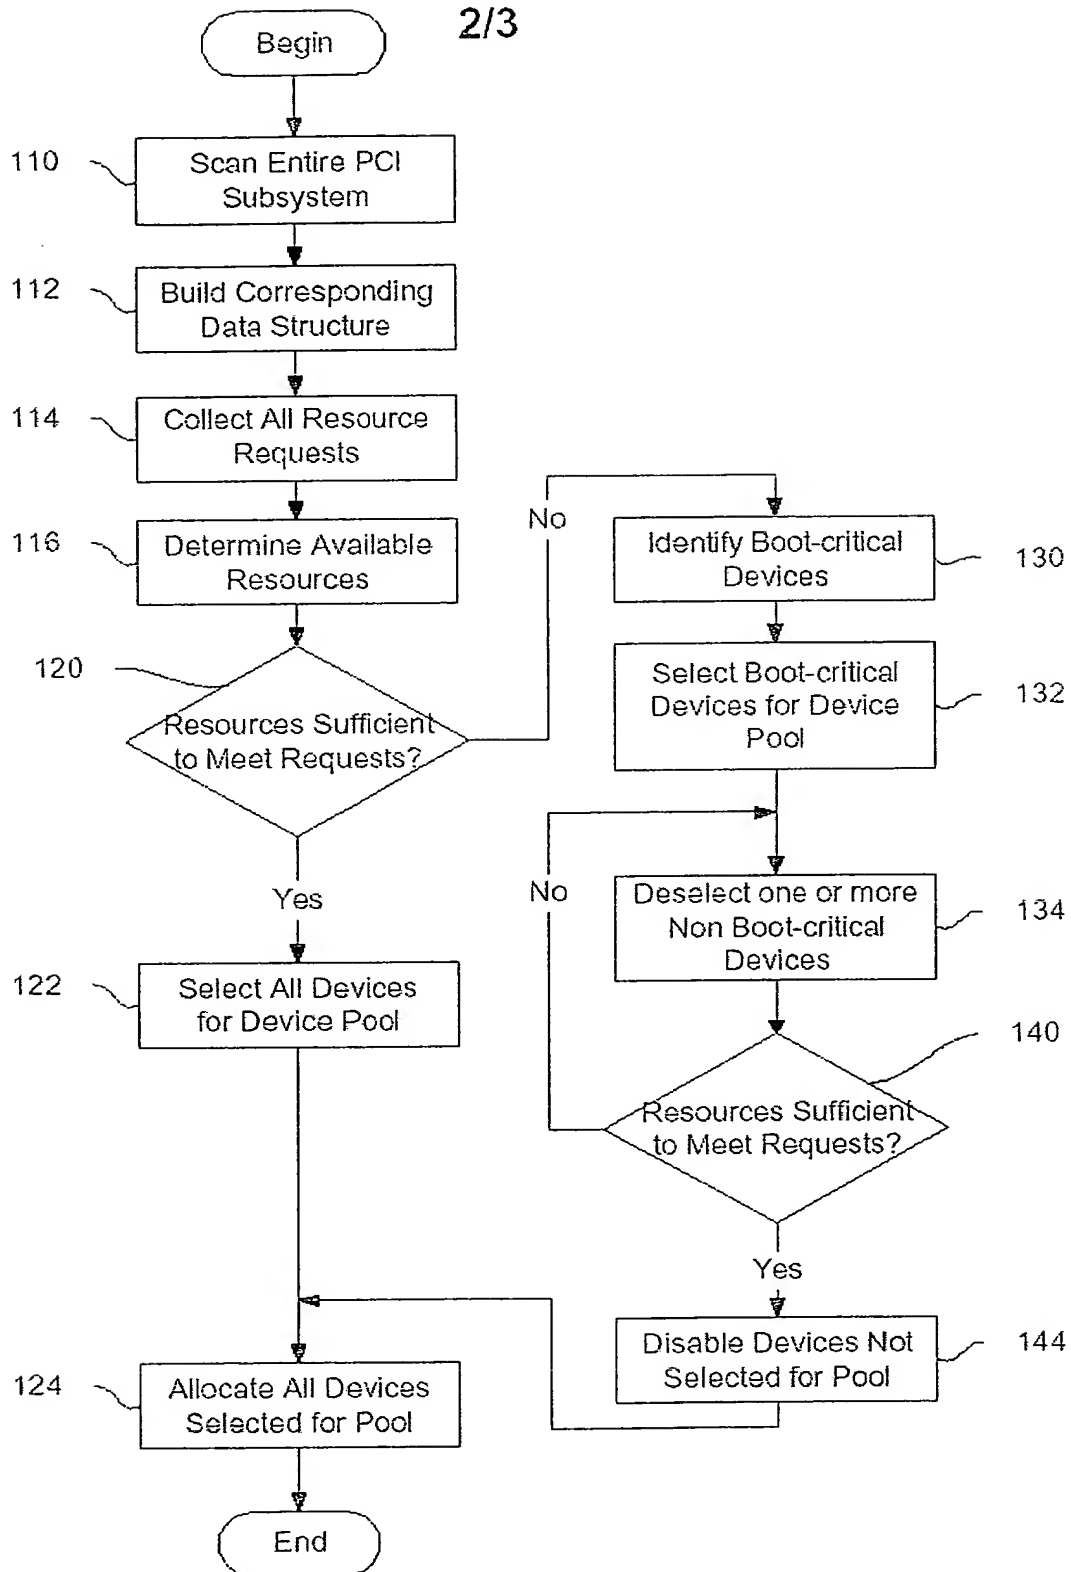 2/3
Begin
110
Scan Entire PCI
Subsystem
112
Build Corresponding
Data Structure
114
Collect All Resource
Requests
116
Determine Available
Resources
120
Resources Sufficient
to Meet Requests?
No
Yes
122
Select All Devices
for Device Pool
Identify Boot-critical
Devices
130
Select Boot-critical
Devices for Device
Pool
132
No
Deselect one or more
Non Boot-critical
Devices
134
140
Resources Sufficient
to Meet Requests?
Yes
Disable Devices Not
Selected for Pool
144
124
Allocate All Devices
Selected for Pool
End